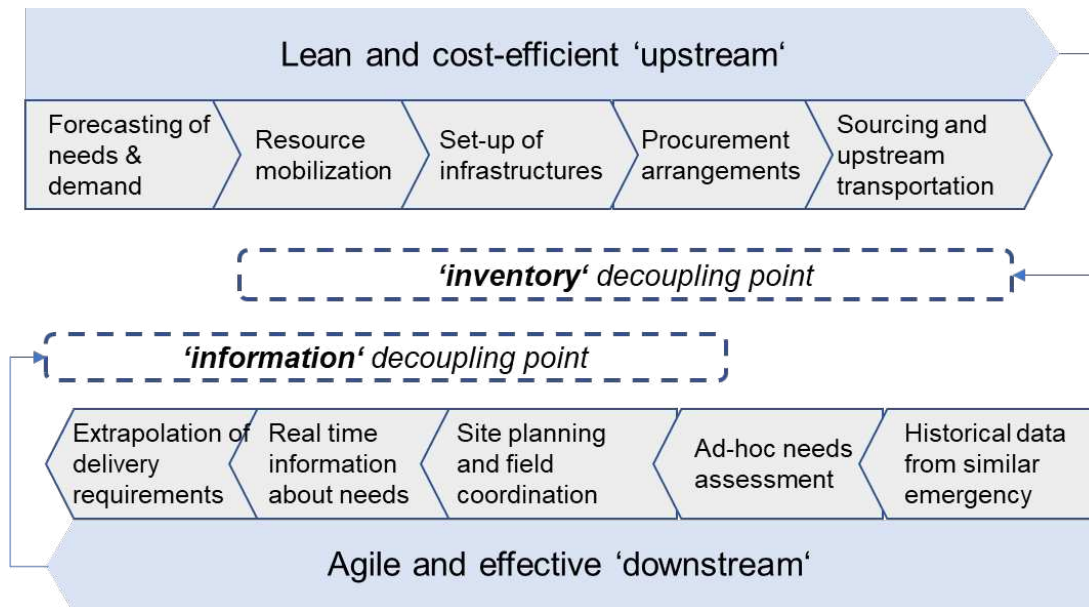 Lean and cost-efficient ‘upstream‘
Forecasting of
needs &
demand
Resource
mobilization
Set-up of
infrastructures
Procurement
arrangements
Sourcing and
upstream
transportation
‘inventory‘ decoupling point
‘information‘ decoupling point
Extrapolation of
delivery
requirements
Real time
information
about needs
Site planning
and field
coordination
Ad-hoc needs
assessment
Historical data
from similar
emergency
Agile and effective ‘downstream‘